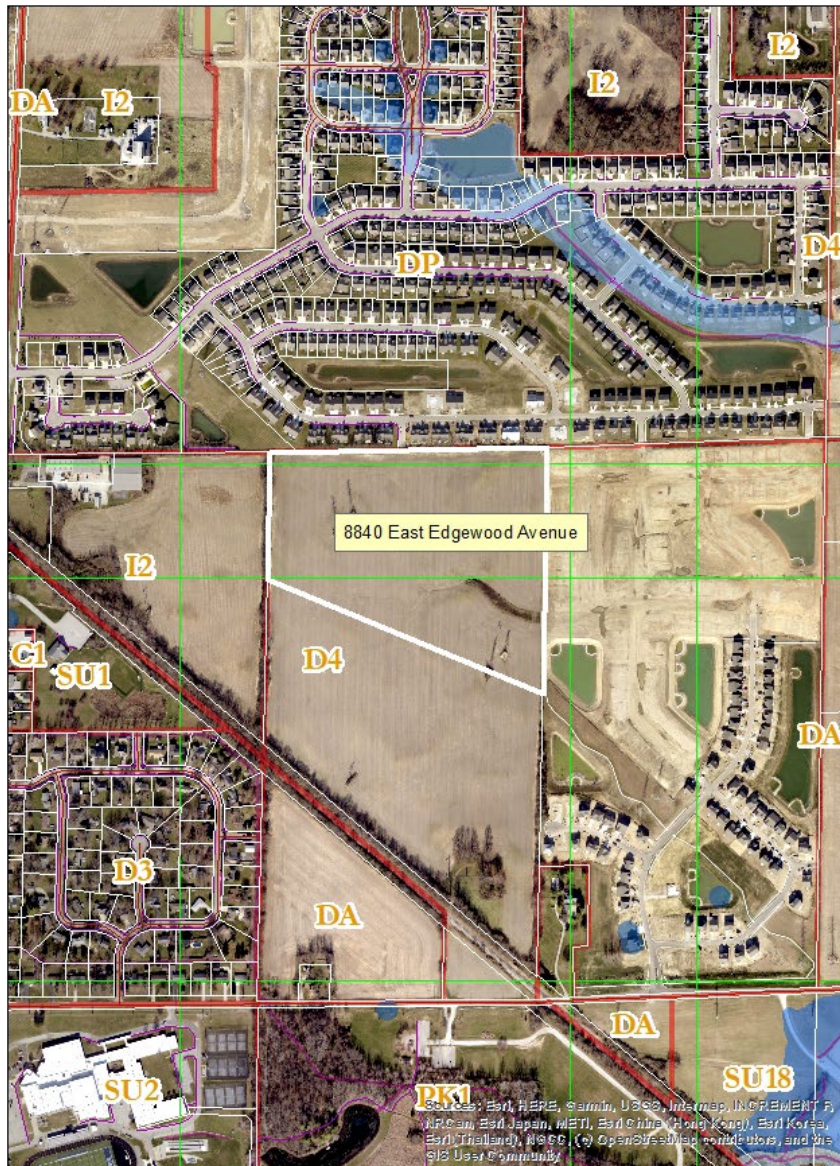 I2
I2
DA
I2
DP
D4
8840 East Edgewood Avenue
I2
D4
C1
SU1
DA
D3
DA
DA
SU2
PK1
SU18
Sources: Esri, HERE, Garmin, USGS, Intermap, INCREMENT P,
NRCan, Esri Japan, METI, Esri China (Hong Kong), Esri Korea,
Esri (Thailand), NGCC, (c) OpenStreetMap contributors, and the
GIS User Community